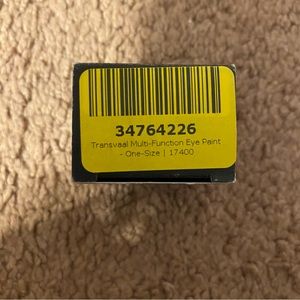 34764226
Transvaal Multi-Function Eye Paint
- One-Size | 17400